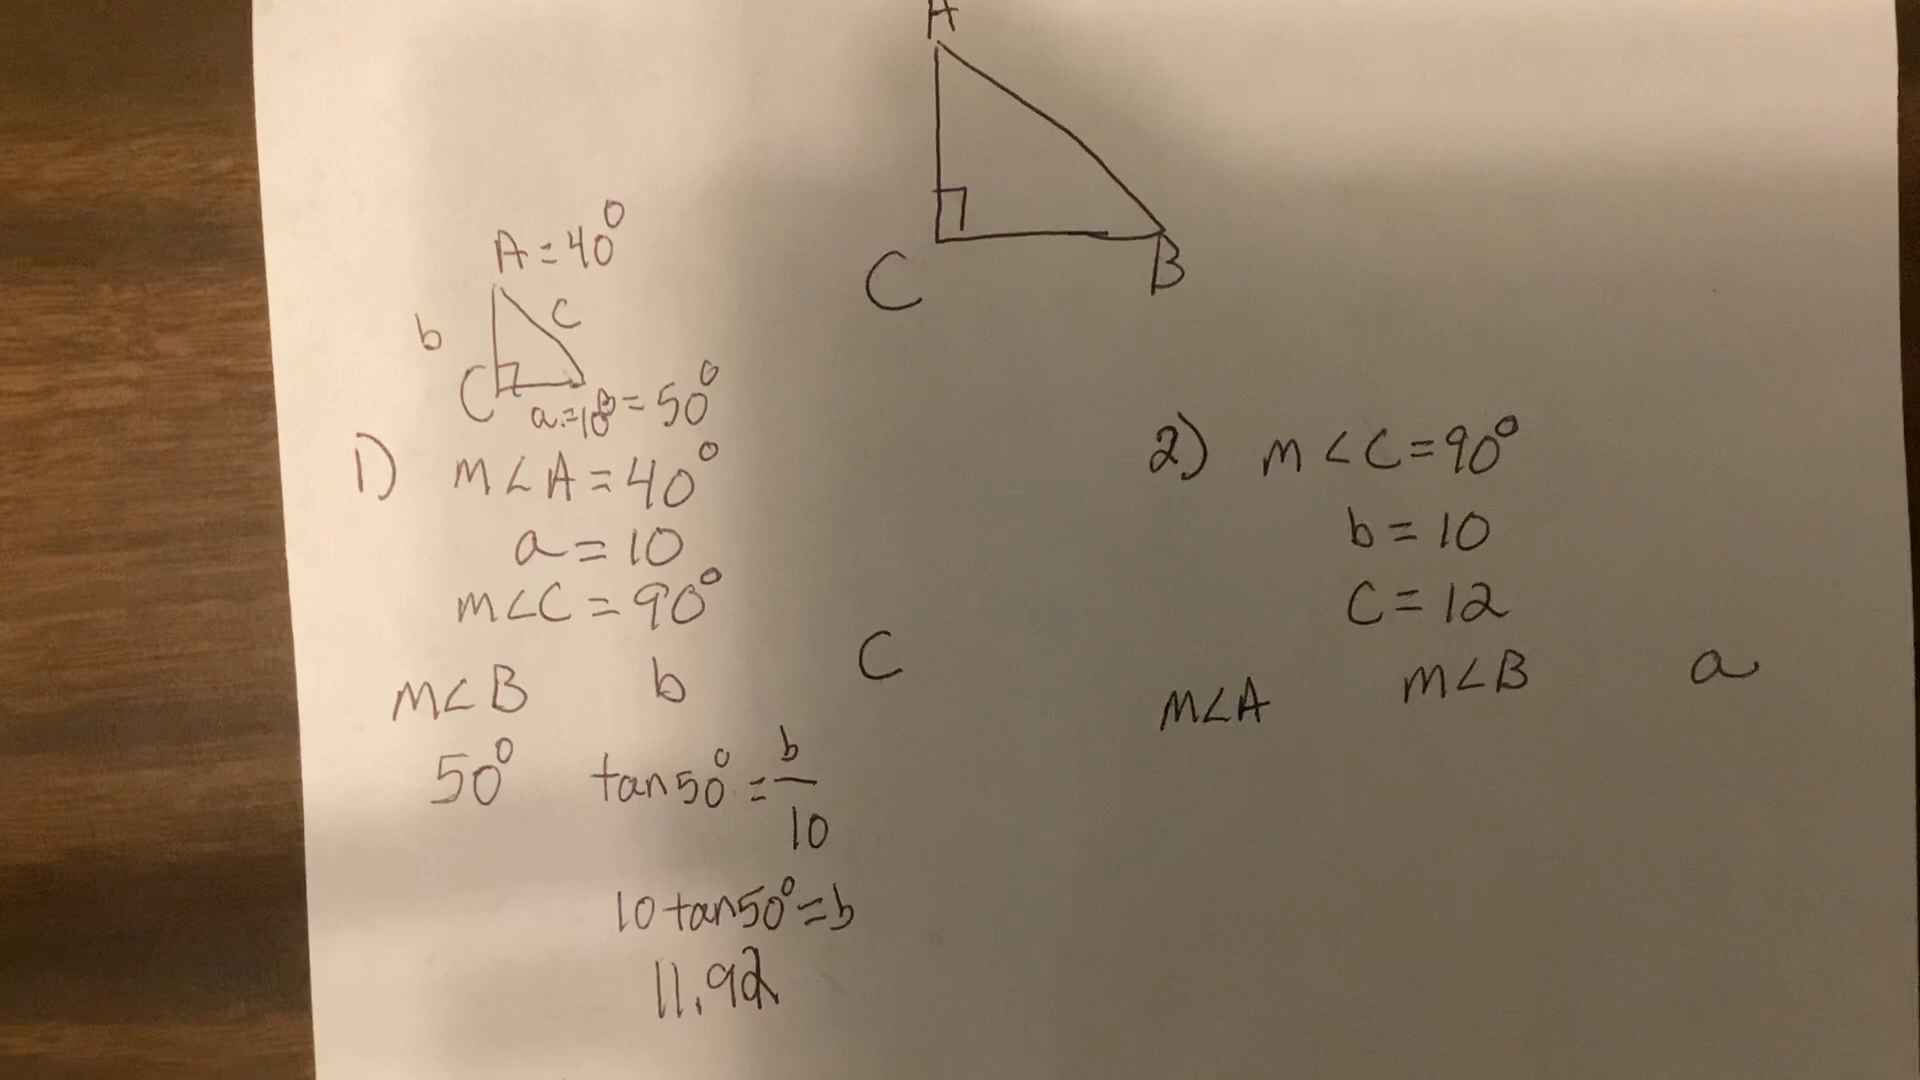 A
C
B
A = 40°
b
c
C
a = 10
B = 50°
1) m∠A = 40°
a = 10
m∠C = 90°
m∠B b c
50° tan 50° = b/10
10 tan 50° = b
11.92
2) m∠C = 90°
b = 10
c = 12
m∠A m∠B a